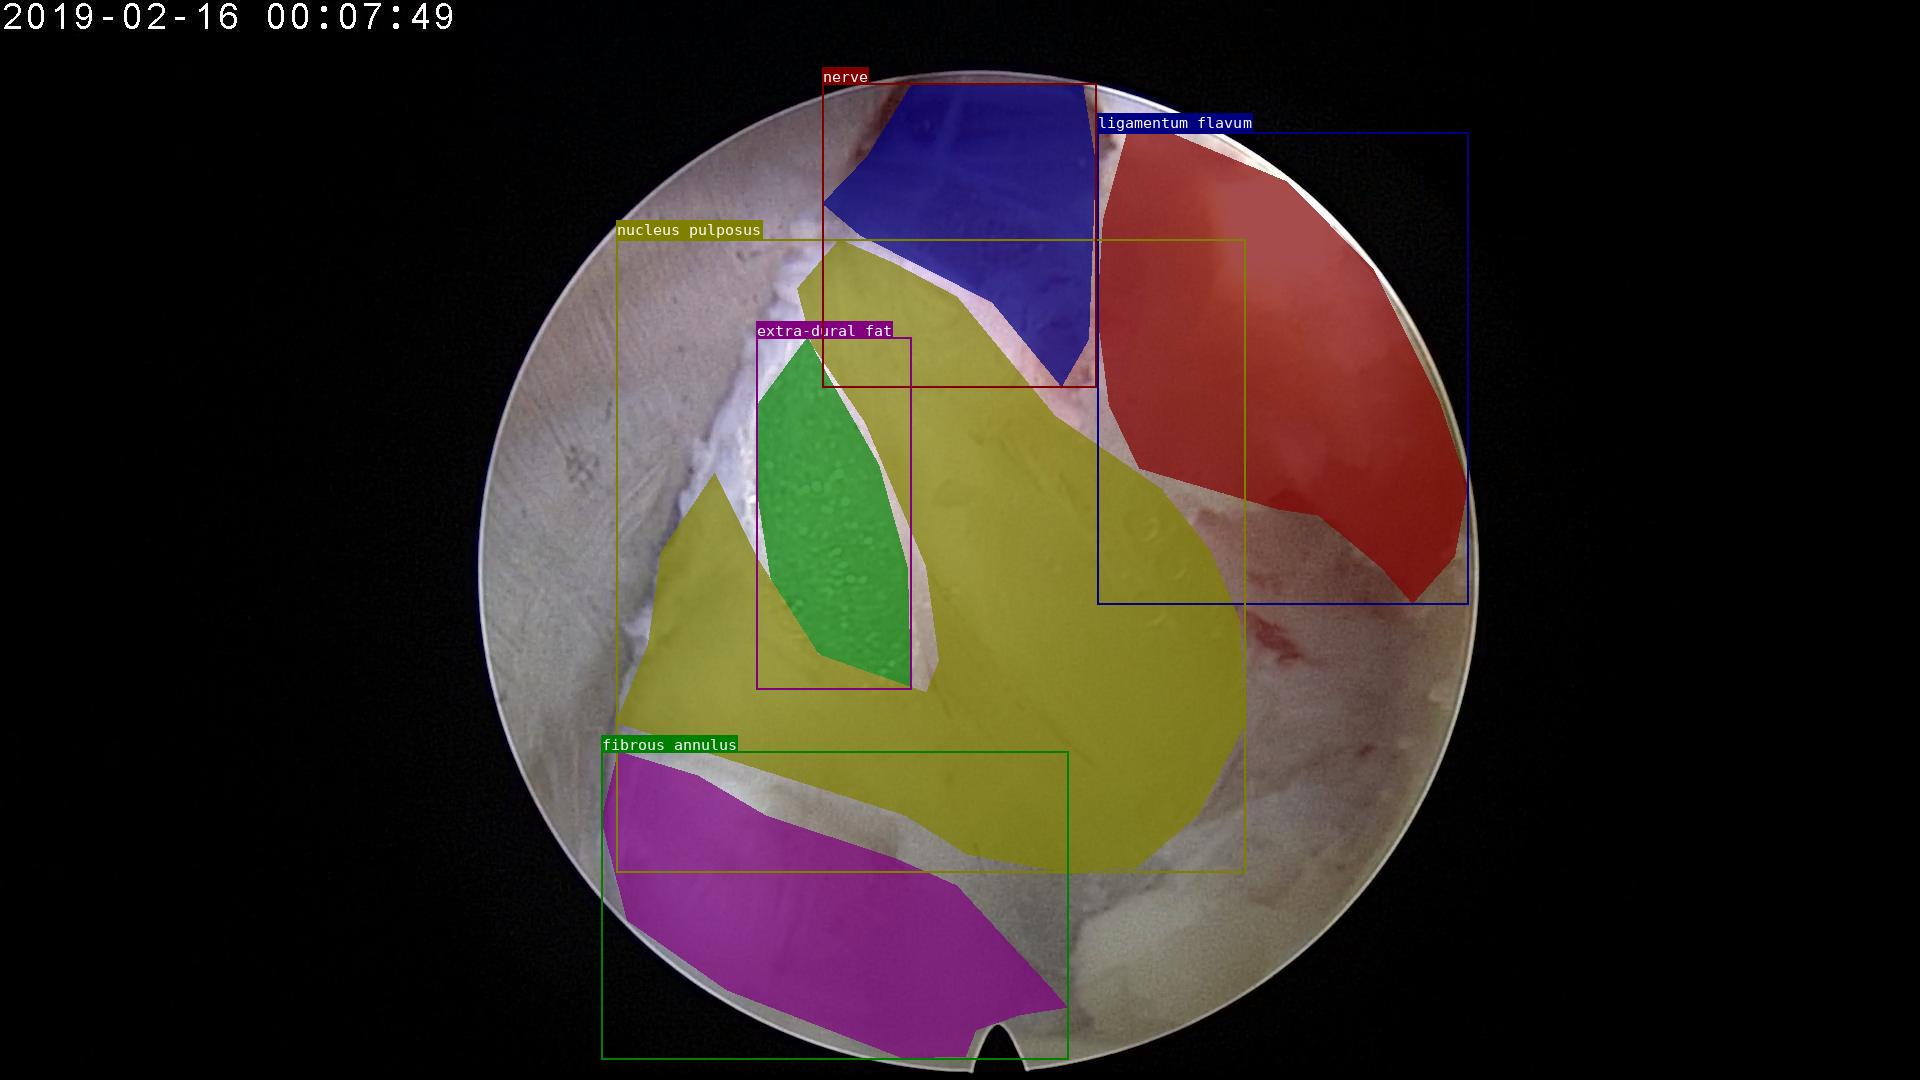 2019-02-16 00:07:49
nerve
ligamentum flavum
nucleus pulposus
extra-dural fat
fibrous annulus